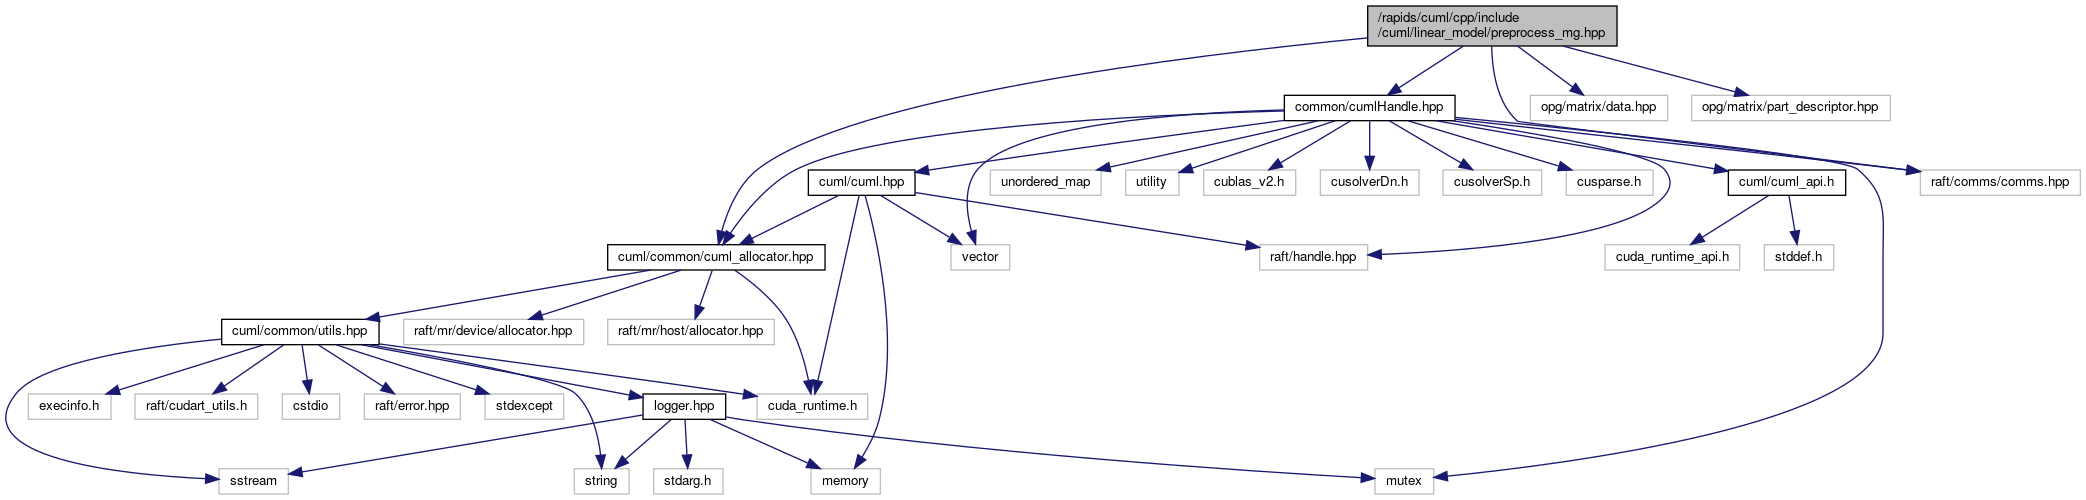 /rapids/cuml/cpp/include
/cuml/linear_model/preprocess_mg.hpp
common/cumlHandle.hpp
opg/matrix/data.hpp
opg/matrix/part_descriptor.hpp
cuml/cuml.hpp
unordered_map
utility
cublas_v2.h
cusolverDn.h
cusolverSp.h
cusparse.h
cuml/cuml_api.h
raft/comms/comms.hpp
cuml/common/cuml_allocator.hpp
vector
raft/handle.hpp
cuda_runtime_api.h
stddef.h
cuml/common/utils.hpp
raft/mr/device/allocator.hpp
raft/mr/host/allocator.hpp
execinfo.h
raft/cudart_utils.h
cstdio
raft/error.hpp
stdexcept
logger.hpp
cuda_runtime.h
sstream
string
stdarg.h
memory
mutex